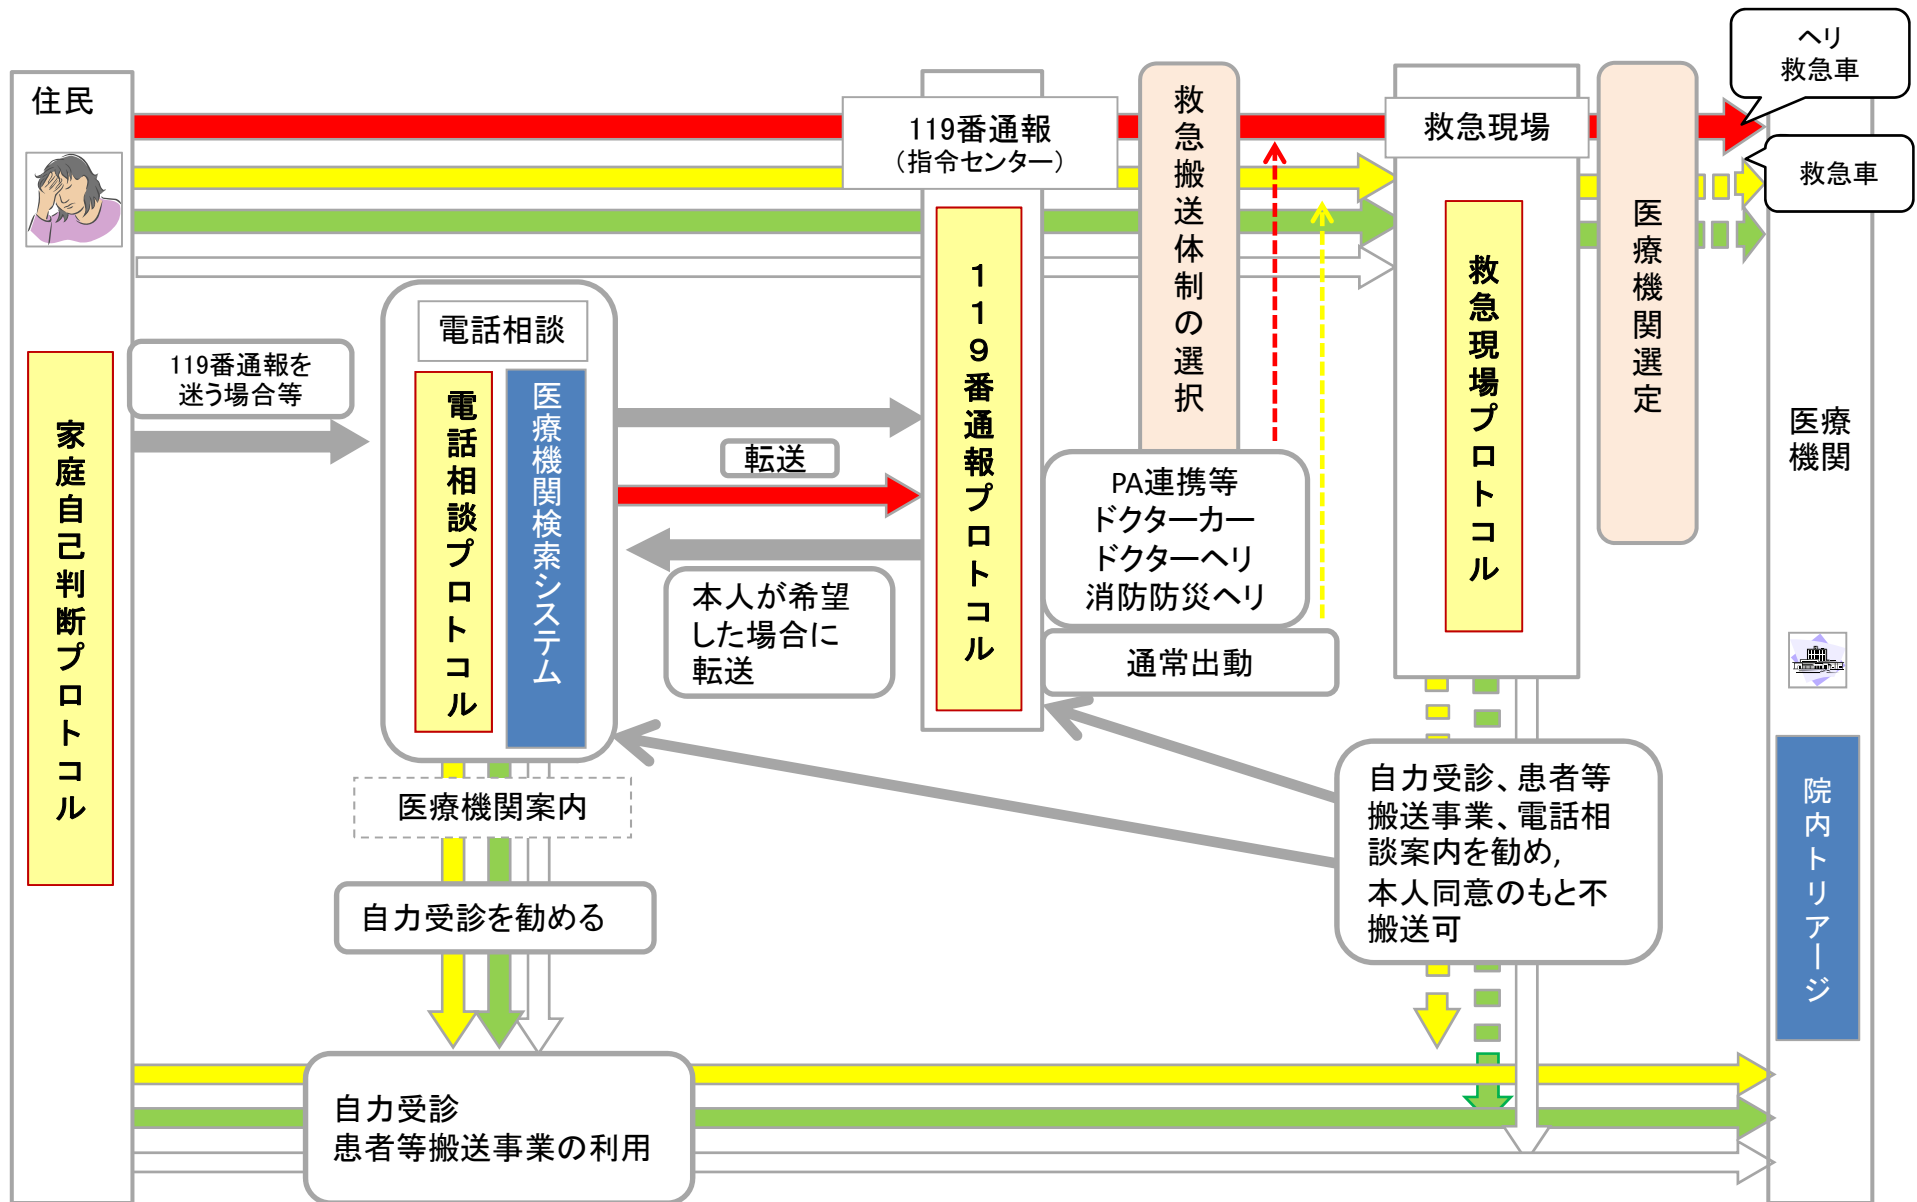 ヘリ
救急車
住民
119番通報
（指令センター）
救急搬送体制の選択
救急現場
救急車
医療機関選定
119番通報を
迷う場合等
電話相談
家庭自己判断プロトコル
電話相談プロトコル
医療機関検索システム
転送
本人が希望
した場合に
転送
119番通報プロトコル
PA連携等
ドクターカー
ドクターヘリ
消防防災ヘリ
通常出動
救急現場プロトコル
医療
機関
医療機関案内
自力受診を勧める
自力受診、患者等
搬送事業、電話相
談案内を勧め,
本人同意のもと不
搬送可
院内トリアージ
自力受診
患者等搬送事業の利用